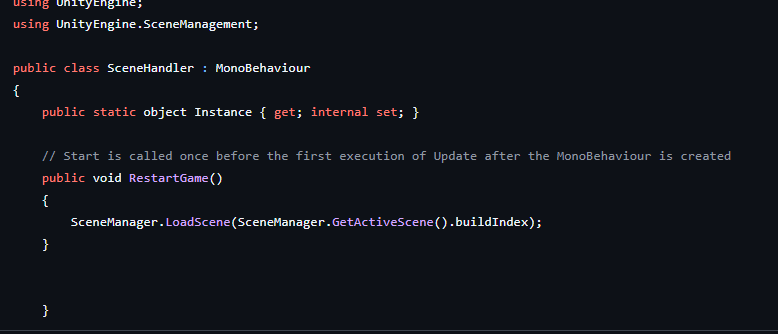 using UnityEngine;
using UnityEngine.SceneManagement;
public class SceneHandler : MonoBehaviour
{
public static object Instance { get; internal set; }
// Start is called once before the first execution of Update after the MonoBehaviour is created
public void RestartGame()
{
SceneManager.LoadScene(SceneManager.GetActiveScene().buildIndex);
}
}